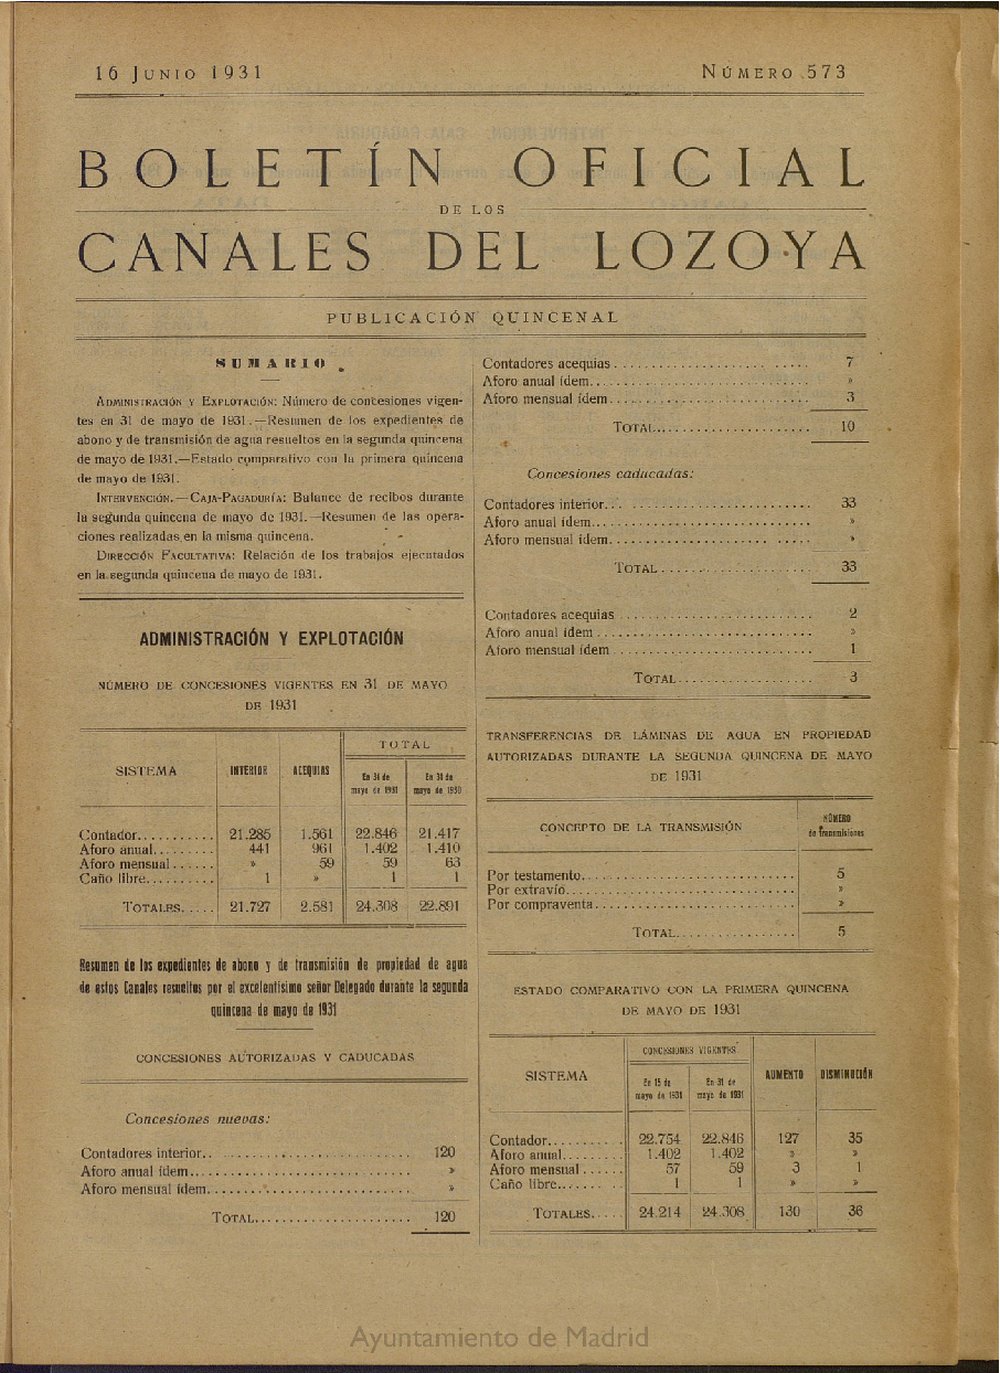 16 JUNIO 1931 NÚMERO 573
BOLETÍN OFICIAL
DE LOS
CANALES DEL LOZOYA
PUBLICACIÓN QUINCENAL
SUMARIO
ADMINISTRACIÓN Y EXPLOTACIÓN: Número de concesiones vigen-
tes en 31 de mayo de 1931.—Resumen de los expedientes de
abono y de transmisión de agua resueltos en la segunda quincena
de mayo de 1931.—Estado comparativo con la primera quincena
de mayo de 1931.
INTERVENCIÓN.—CAJA-PAGADURÍA: Balance de recibos durante
la segunda quincena de mayo de 1931.—Resumen de las opera-
ciones realizadas en la misma quincena.
DIRECCIÓN FACULTATIVA: Relación de los trabajos ejecutados
en la segunda quincena de mayo de 1931.
ADMINISTRACIÓN Y EXPLOTACIÓN
NÚMERO DE CONCESIONES VIGENTES EN 31 DE MAYO
DE 1931
TOTAL
SISTEMA INTERIOR ACEQUIAS En 31 de En 31 de
mayo de 1931 mayo de 1930
Contador........... 21.285 1.561 22.846 21.417
Aforo anual......... 441 961 1.402 1.410
Aforo mensual...... » 59 59 63
Caño libre.......... 1 » 1 1
TOTALES..... 21.727 2.581 24.308 22.891
Resumen de los expedientes de abono y de transmisión de propiedad de agua
de estos Canales resueltos por el excelentísimo señor Delegado durante la segunda
quincena de mayo de 1931
CONCESIONES AUTORIZADAS Y CADUCADAS
Concesiones nuevas:
Contadores interior.......................... 120
Aforo anual ídem............................ »
Aforo mensual ídem.......................... »
TOTAL..................... 120
Contadores acequias.......................... 7
Aforo anual ídem............................ »
Aforo mensual ídem.......................... 3
TOTAL..................... 10
Concesiones caducadas:
Contadores interior.......................... 33
Aforo anual ídem............................ »
Aforo mensual ídem.......................... »
TOTAL.................... 33
Contadores acequias.......................... 2
Aforo anual ídem............................ »
Aforo mensual ídem.......................... 1
TOTAL.................. 3
TRANSFERENCIAS DE LÁMINAS DE AGUA EN PROPIEDAD
AUTORIZADAS DURANTE LA SEGUNDA QUINCENA DE MAYO
DE 1931
CONCEPTO DE LA TRANSMISIÓN NÚMERO
de transmisiones
Por testamento............................ 5
Por extravío.............................. »
Por compraventa.......................... »
TOTAL................ 5
ESTADO COMPARATIVO CON LA PRIMERA QUINCENA
DE MAYO DE 1931
CONCESIONES VIGENTES
SISTEMA En 15 de En 31 de AUMENTO DISMINUCIÓN
mayo de 1931 mayo de 1931
Contador........... 22.754 22.846 127 35
Aforo anual......... 1.402 1.402 » »
Aforo mensual...... 57 59 3 1
Caño libre......... 1 1 » »
TOTALES..... 24.214 24.308 130 36
Ayuntamiento de Madrid